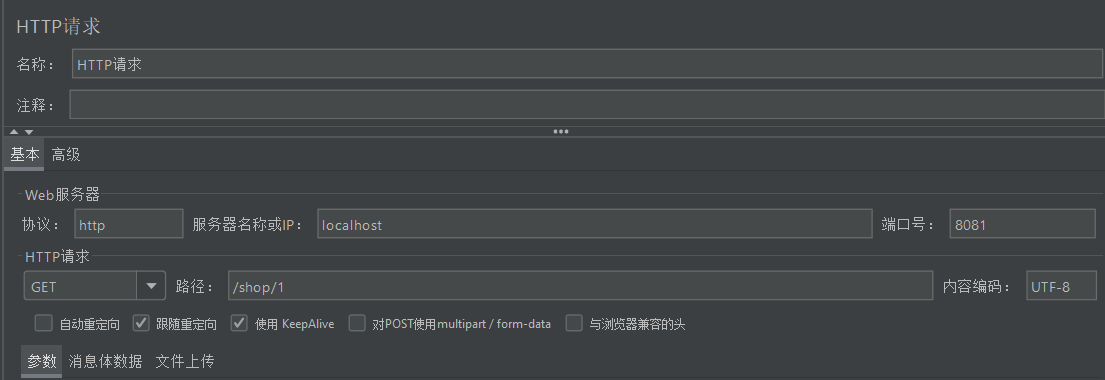 HTTP请求
名称： HTTP请求
注释：
基本 高级
Web服务器
协议： http 服务器名称或IP： localhost 端口号： 8081
HTTP请求
GET 路径： /shop/1 内容编码： UTF-8
自动重定向 跟随重定向 使用 KeepAlive 对POST使用multipart / form-data 与浏览器兼容的头
参数 消息体数据 文件上传